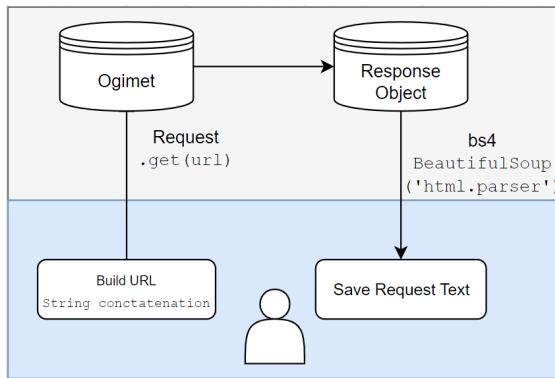 Ogimet
Response
Object
Request
.get(url)
bs4
BeautifulSoup
('html.parser')
Build URL
String conctatenation
Save Request Text